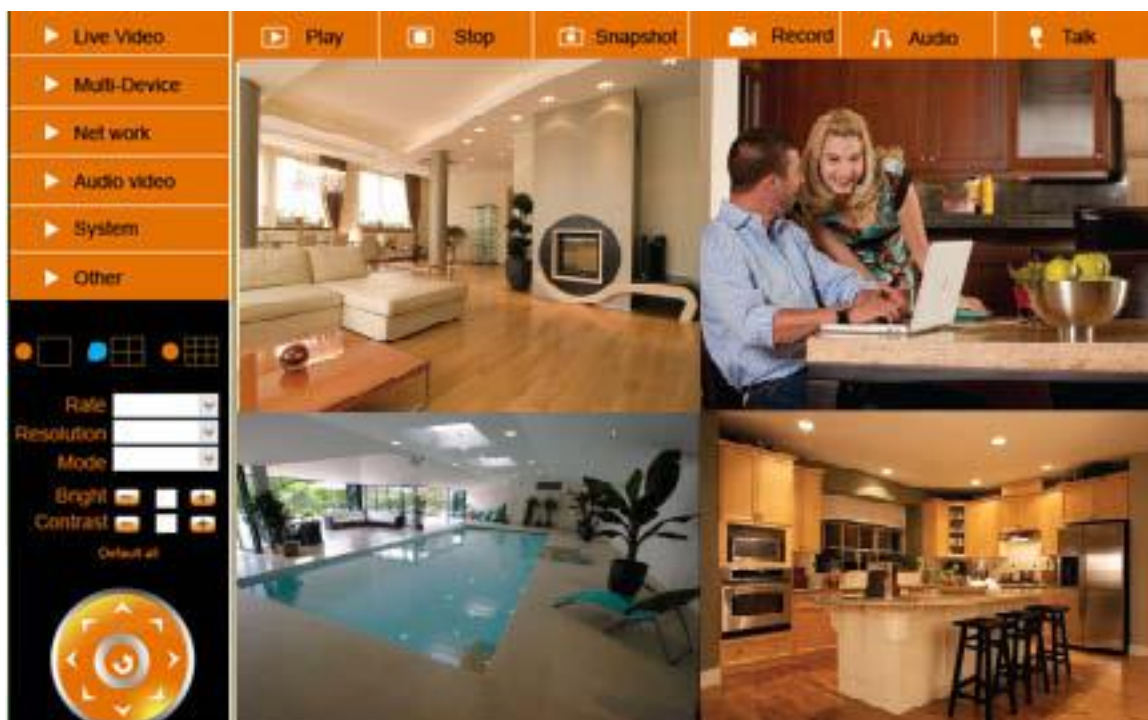 Live Video
Play
Stop
Snapshot
Record
Audio
Talk
Multi-Device
Net work
Audio video
System
Other
Rate
Resolution
Mode
Bright
Contrast
Default all